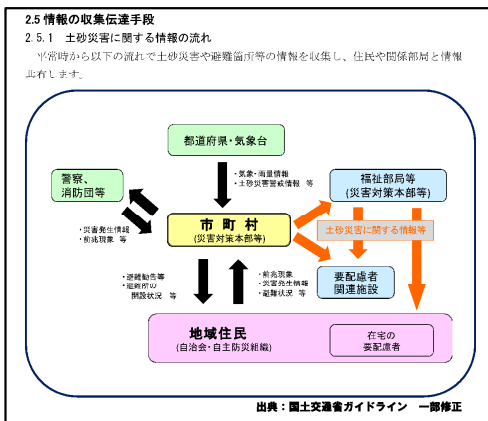 2.5 情報の収集伝達手段
2.5.1 土砂災害に関する情報の流れ
平常時から以下の流れで土砂災害や避難箇所等の情報を収集し、住民や関係部局と情報
共有します。
都道府県・気象台
・気象・雨量情報
・土砂災害警戒情報 等
警察、
消防団等
福祉部局等
(災害対策本部等)
・災害発生情報
・前兆現象 等
市町村
(災害対策本部等)
土砂災害に関する情報等
要配慮者
関連施設
・避難勧告等
・避難所の
開設状況 等
・前兆現象
・災害発生情報
・避難状況 等
地域住民
(自治会・自主防災組織)
在宅の
要配慮者
出典：国土交通省ガイドライン 一部修正